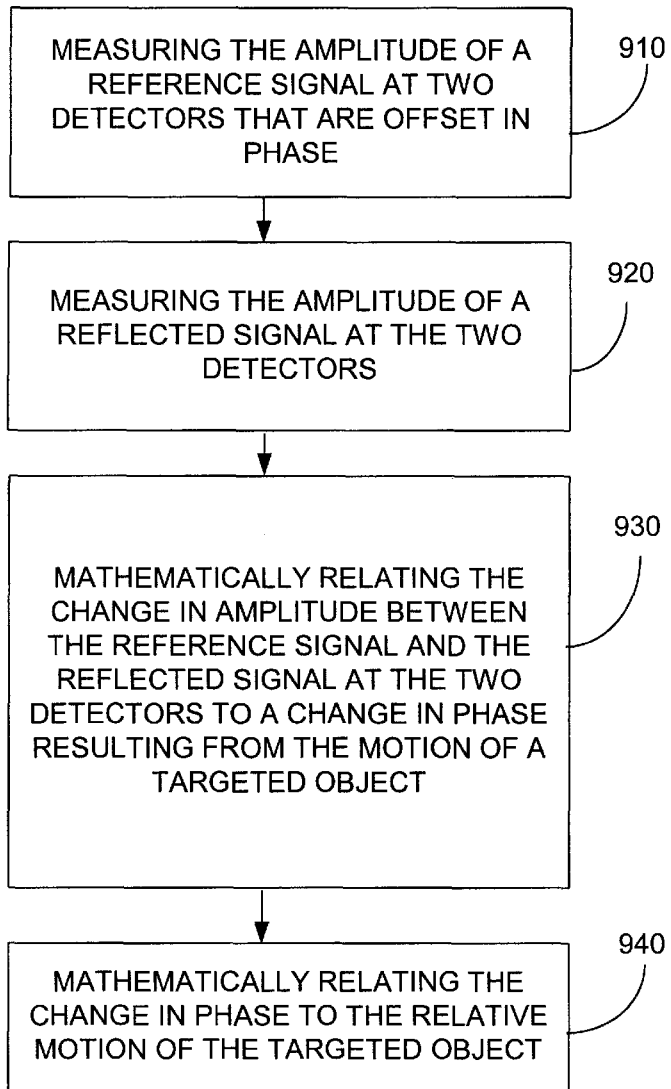 MEASURING THE AMPLITUDE OF A
REFERENCE SIGNAL AT TWO
DETECTORS THAT ARE OFFSET IN
PHASE
910
MEASURING THE AMPLITUDE OF A
REFLECTED SIGNAL AT THE TWO
DETECTORS
920
MATHEMATICALLY RELATING THE
CHANGE IN AMPLITUDE BETWEEN
THE REFERENCE SIGNAL AND THE
REFLECTED SIGNAL AT THE TWO
DETECTORS TO A CHANGE IN PHASE
RESULTING FROM THE MOTION OF A
TARGETED OBJECT
930
MATHEMATICALLY RELATING THE
CHANGE IN PHASE TO THE RELATIVE
MOTION OF THE TARGETED OBJECT
940